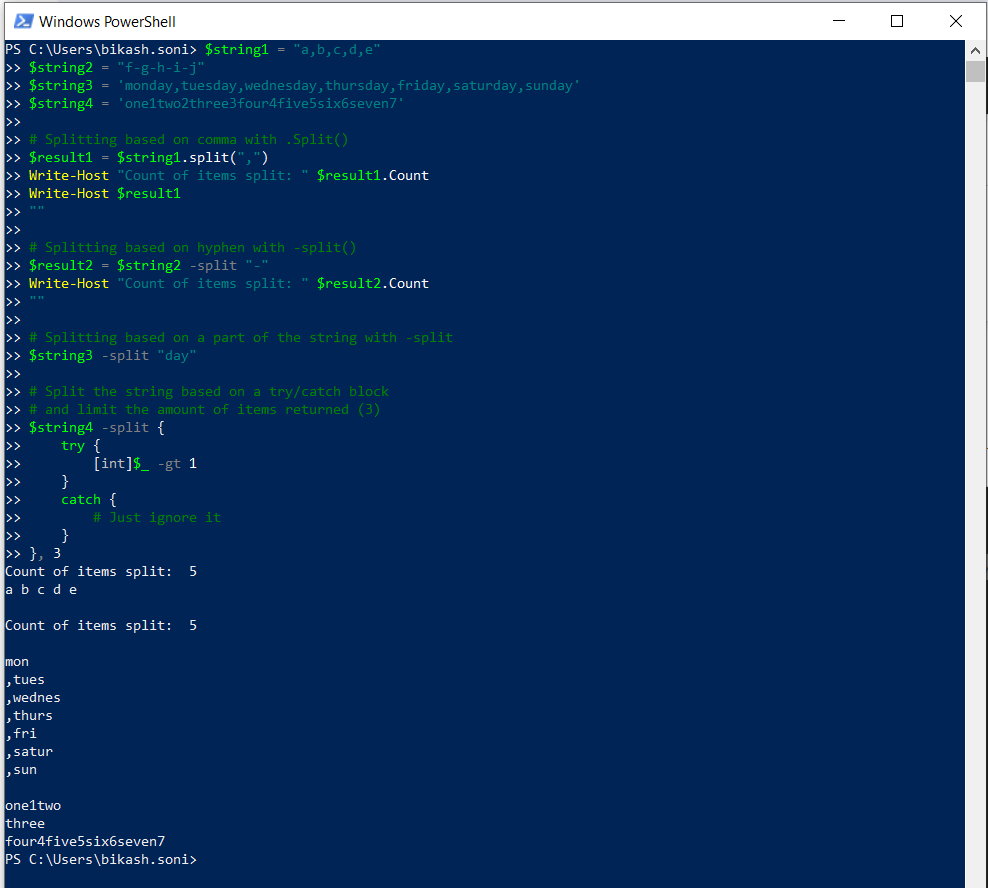 Windows PowerShell
PS C:\Users\bikash.soni> $string1 = "a,b,c,d,e"
>> $string2 = "f-g-h-i-j"
>> $string3 = 'monday,tuesday,wednesday,thursday,friday,saturday,sunday'
>> $string4 = 'one1two2three3four4five5six6seven7'
>>
>> # Splitting based on comma with .Split()
>> $result1 = $string1.split(",")
>> Write-Host "Count of items split: " $result1.Count
>> Write-Host $result1
>> ""
>>
>> # Splitting based on hyphen with -split()
>> $result2 = $string2 -split "-"
>> Write-Host "Count of items split: " $result2.Count
>> ""
>>
>> # Splitting based on a part of the string with -split
>> $string3 -split "day"
>>
>> # Split the string based on a try/catch block
>> # and limit the amount of items returned (3)
>> $string4 -split {
>>     try {
>>         [int]$_ -gt 1
>>     }
>>     catch {
>>         # Just ignore it
>>     }
>> }, 3
Count of items split:  5
a b c d e

Count of items split:  5

mon
,tues
,wednes
,thurs
,fri
,satur
,sun

one1two
three
four4five5six6seven7
PS C:\Users\bikash.soni>